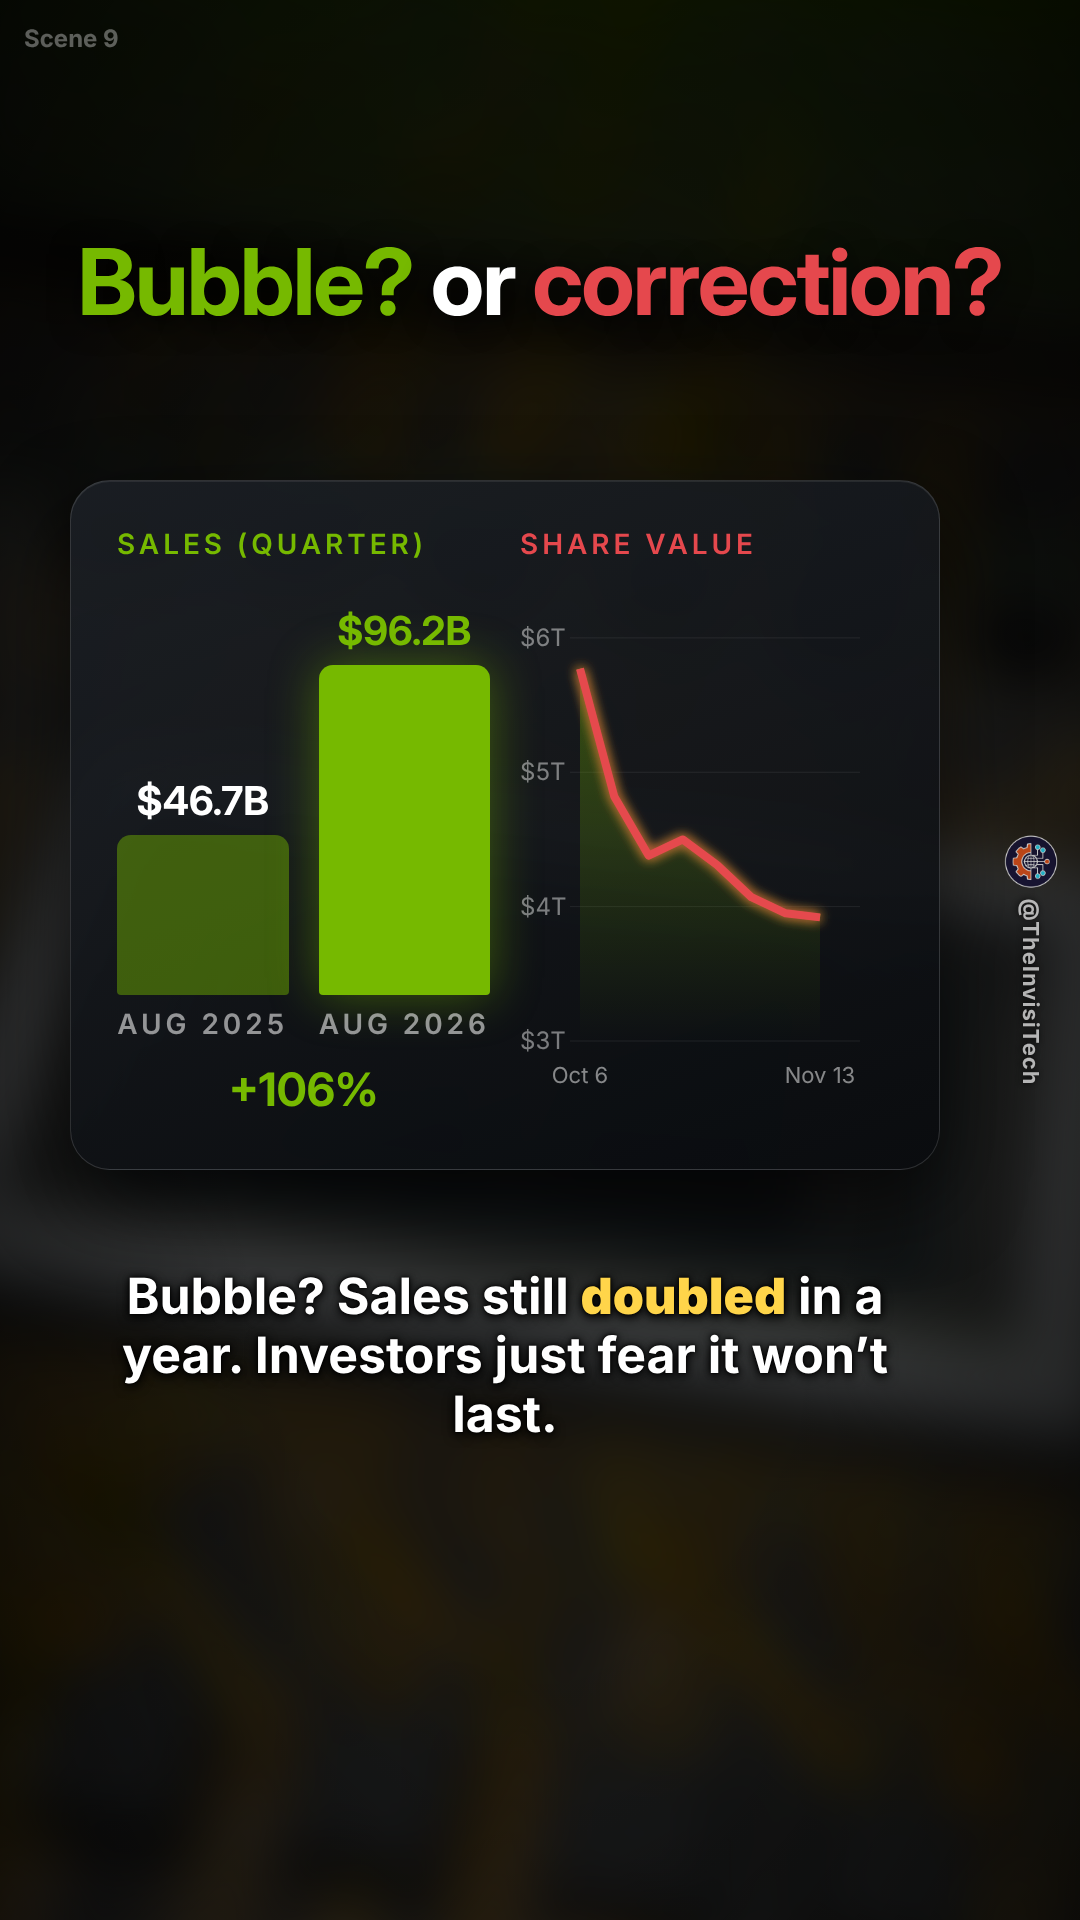 Scene 9
Bubble? or correction?
SALES (QUARTER)
$96.2B
$46.7B
AUG 2025 AUG 2026
+106%
SHARE VALUE
$6T
$5T
$4T
$3T
Oct 6 Nov 13
@TheInvisiTech
Bubble? Sales still doubled in a
year. Investors just fear it won’t
last.